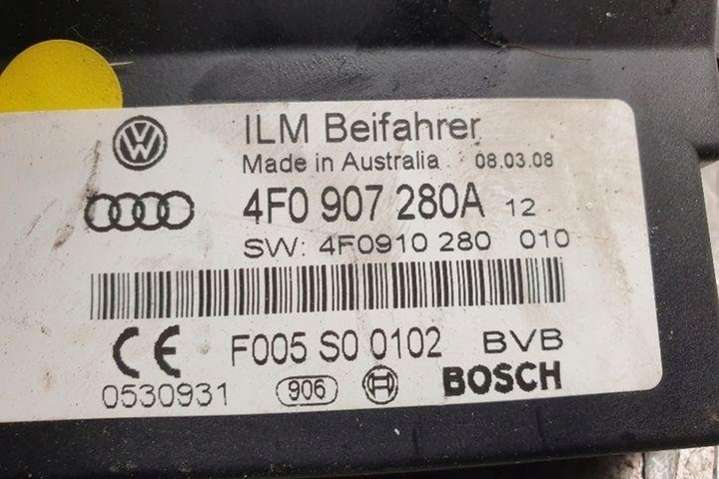 ILM Beifahrer
Made in Australia 08.03.08
4F0 907 280A 12
SW: 4F0910 280 010
CE F005 S0 0102 BVB
0530931 906 BOSCH